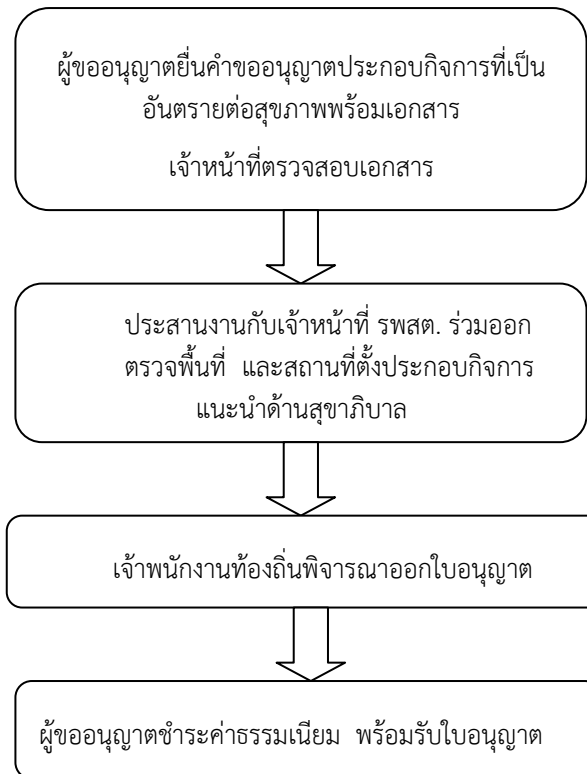 ผู้ขออนุญาตยื่นคำขออนุญาตประกอบกิจการที่เป็น
อันตรายต่อสุขภาพพร้อมเอกสาร
เจ้าหน้าที่ตรวจสอบเอกสาร
ประสานงานกับเจ้าหน้าที่ รพสต. ร่วมออก
ตรวจพื้นที่ และสถานที่ตั้งประกอบกิจการ
แนะนำด้านสุขาภิบาล
เจ้าพนักงานท้องถิ่นพิจารณาออกใบอนุญาต
ผู้ขออนุญาตชำระค่าธรรมเนียม พร้อมรับใบอนุญาต